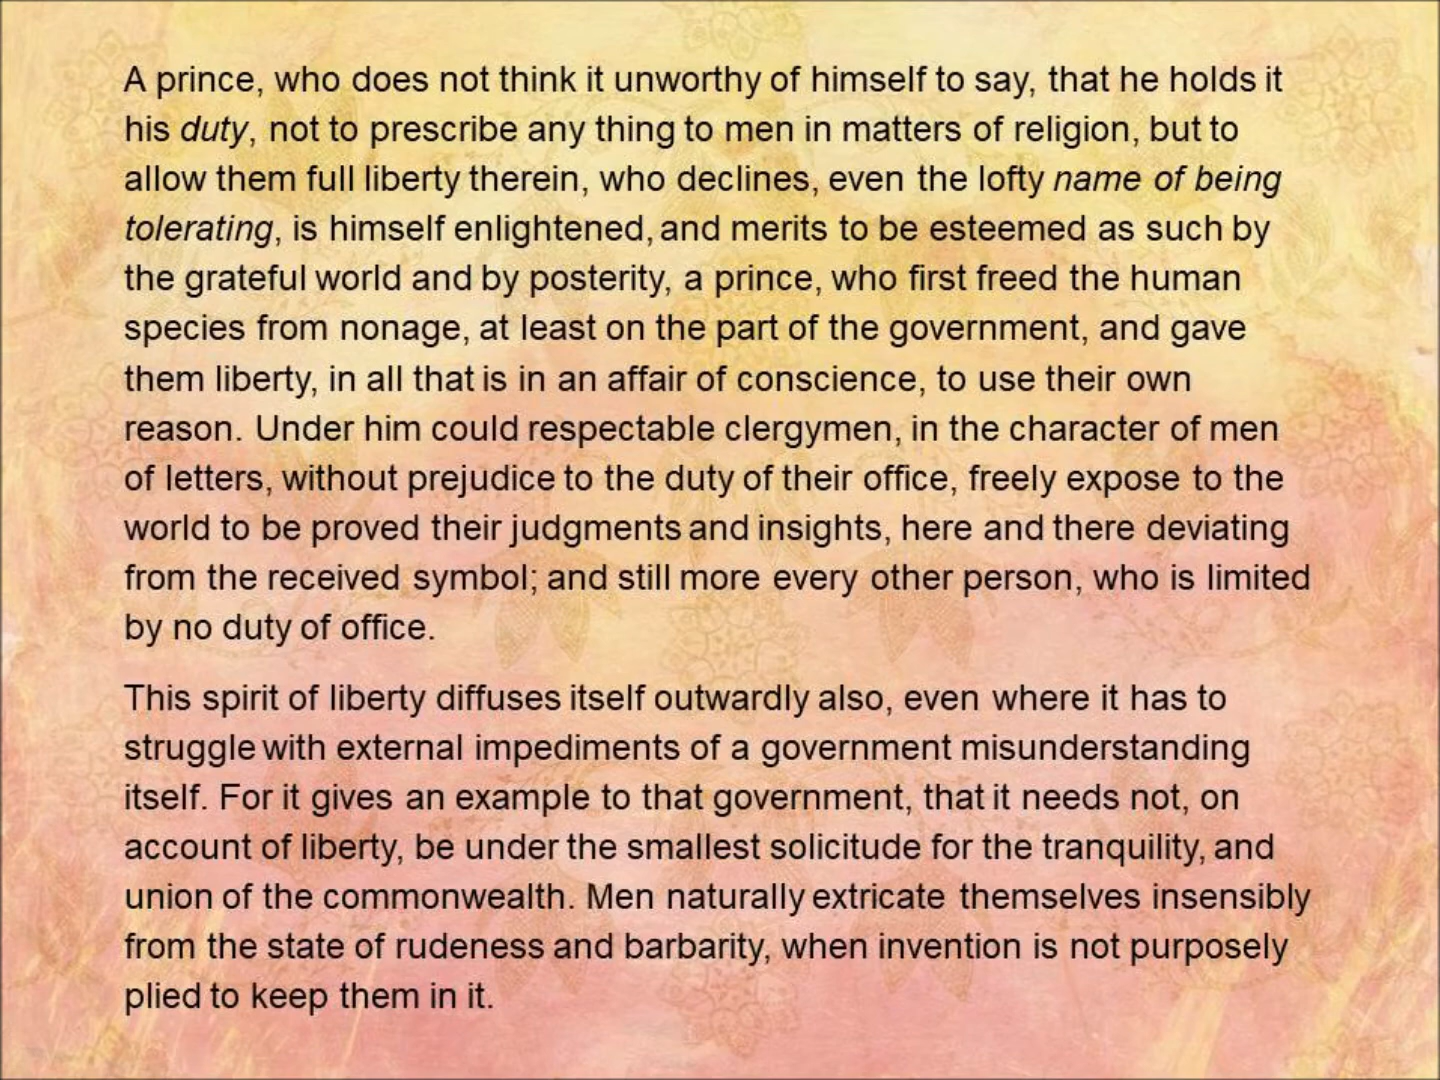 A prince, who does not think it unworthy of himself to say, that he holds it
his duty, not to prescribe any thing to men in matters of religion, but to
allow them full liberty therein, who declines, even the lofty name of being
tolerating, is himself enlightened, and merits to be esteemed as such by
the grateful world and by posterity, a prince, who first freed the human
species from nonage, at least on the part of the government, and gave
them liberty, in all that is in an affair of conscience, to use their own
reason. Under him could respectable clergymen, in the character of men
of letters, without prejudice to the duty of their office, freely expose to the
world to be proved their judgments and insights, here and there deviating
from the received symbol; and still more every other person, who is limited
by no duty of office.
This spirit of liberty diffuses itself outwardly also, even where it has to
struggle with external impediments of a government misunderstanding
itself. For it gives an example to that government, that it needs not, on
account of liberty, be under the smallest solicitude for the tranquility, and
union of the commonwealth. Men naturally extricate themselves insensibly
from the state of rudeness and barbarity, when invention is not purposely
plied to keep them in it.